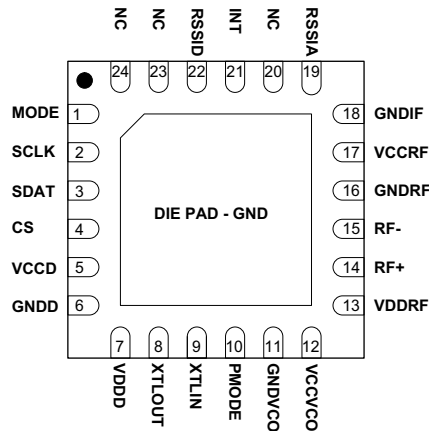 NC NC RSSID INT NC RSSIA
24 23 22 21 20 19
MODE 1
SCLK 2
SDAT 3
CS 4
VCCD 5
GNDD 6
DIE PAD - GND
18 GNDIF
17 VCCRF
16 GNDRF
15 RF-
14 RF+
13 VDDRF
7 8 9 10 11 12
VDDD XTLOUT XTLIN PMODE GNDVCO VCCVCO